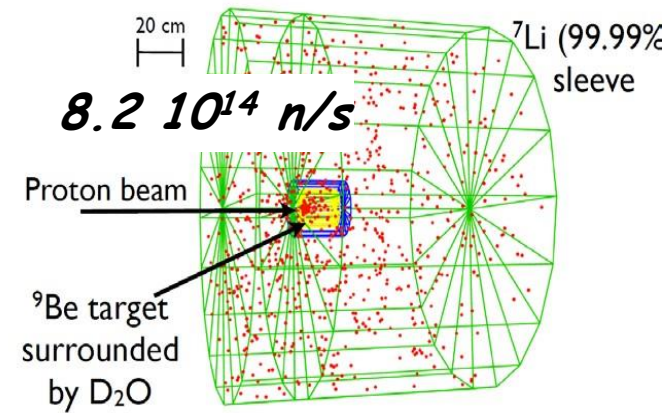 20 cm
⁷Li (99.99%
sleeve
8.2 10¹⁴ n/s
Proton beam
⁹Be target
surrounded
by D₂O